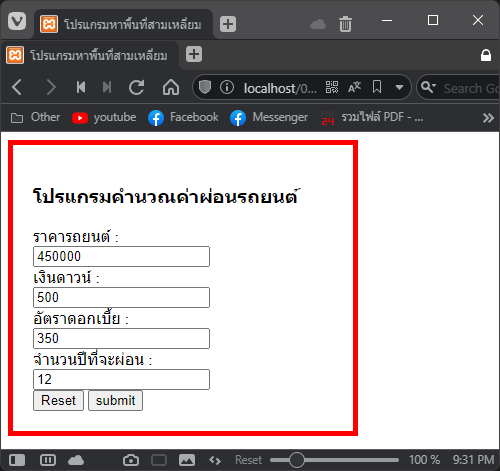 โปรแกรมหาพื้นที่สามเหลี่ยม
โปรแกรมหาพื้นที่สามเหลี่ยม
localhost/0...
Search Go
Other youtube Facebook Messenger 24 รวมไฟล์ PDF - ...
โปรแกรมคำนวณค่าผ่อนรถยนต์
ราคารถยนต์ :
450000
เงินดาวน์ :
500
อัตราดอกเบี้ย :
350
จำนวนปีที่จะผ่อน :
12
Reset submit
Reset 100 % 9:31 PM